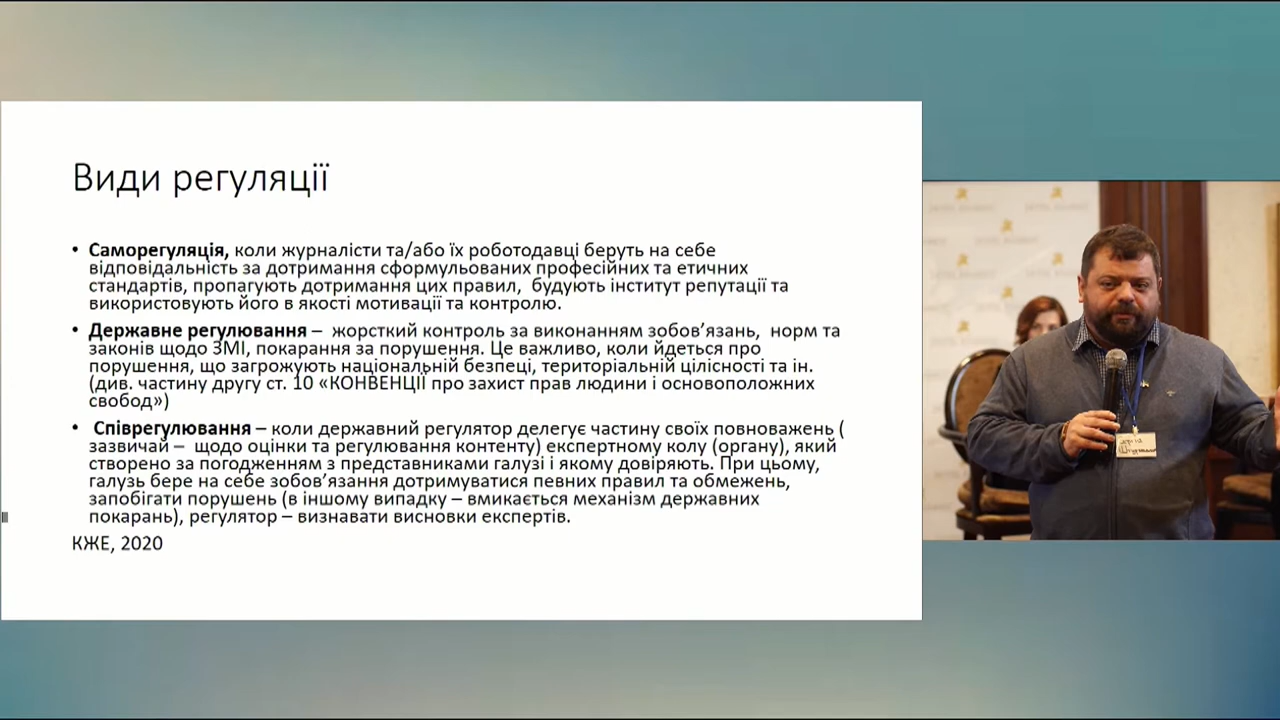 Види регуляції
• Саморегуляція, коли журналісти та/або їх роботодавці беруть на себе
відповідальність за дотримання сформульованих професійних та етичних
стандартів, пропагують дотримання цих правил, будують інститут репутації та
використовують його в якості мотивації та контролю.
• Державне регулювання – жорсткий контроль за виконанням зобов’язань, норм та
законів щодо ЗМІ, покарання за порушення. Це важливо, коли йдеться про
порушення, що загрожують національній безпеці, територіальній цілісності та ін.
(див. частину другу ст. 10 «КОНВЕНЦІЇ про захист прав людини і основоположних
свобод»)
• Співрегулювання – коли державний регулятор делегує частину своїх повноважень (
зазвичай – щодо оцінки та регулювання контенту) експертному колу (органу), який
створено за погодженням з представниками галузі і якому довіряють. При цьому,
галузь бере на себе зобов’язання дотримуватися певних правил та обмежень,
запобігати порушень (в іншому випадку – вмикається механізм державних
покарань), регулятор – визнавати висновки експертів.
КЖЕ, 2020